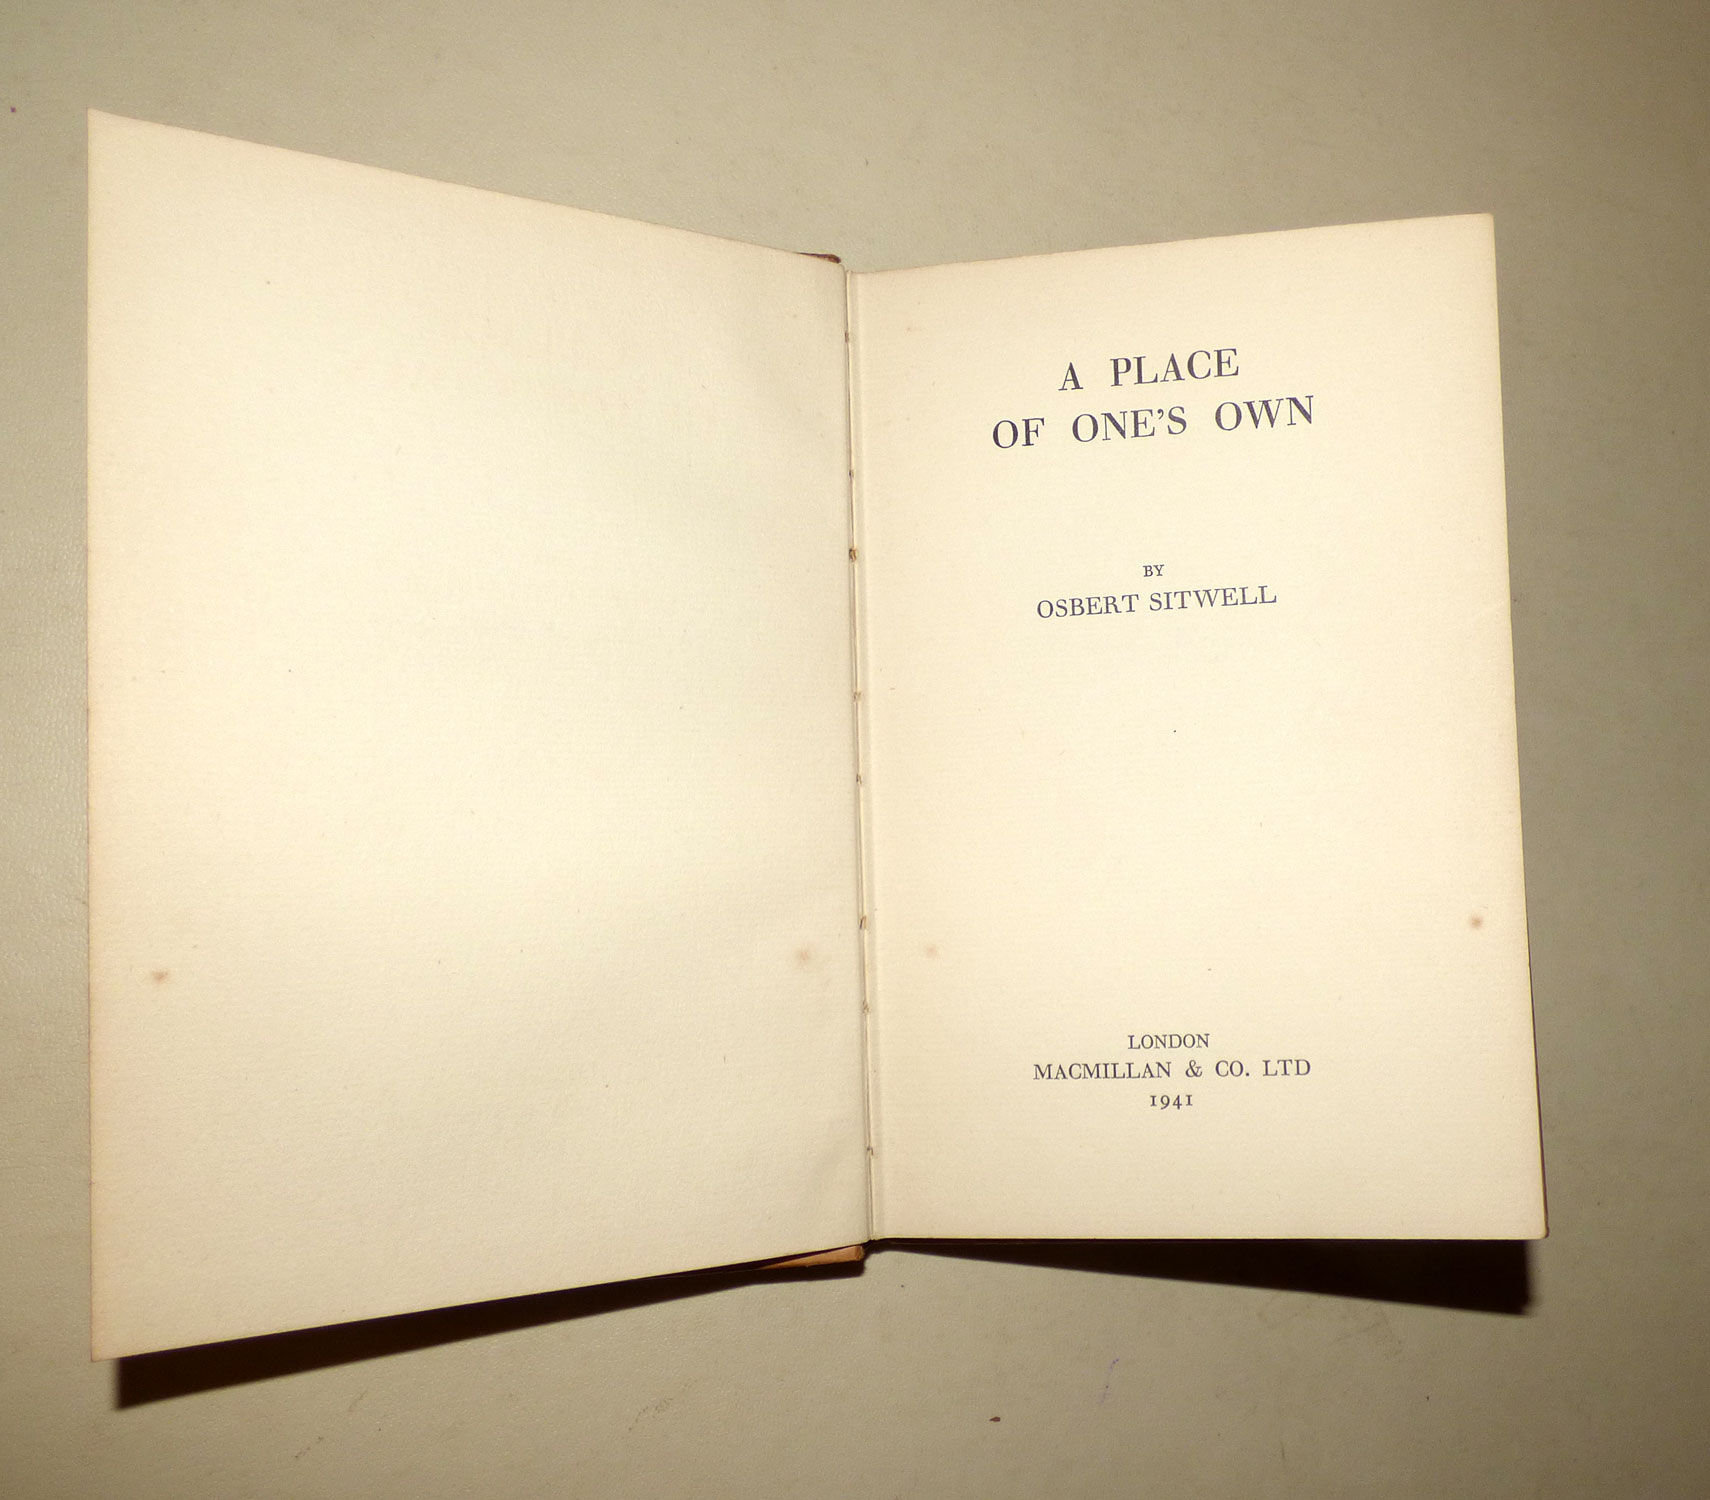 A PLACE
OF ONE'S OWN
BY
OSBERT SITWELL
LONDON
MACMILLAN & CO. LTD
1941